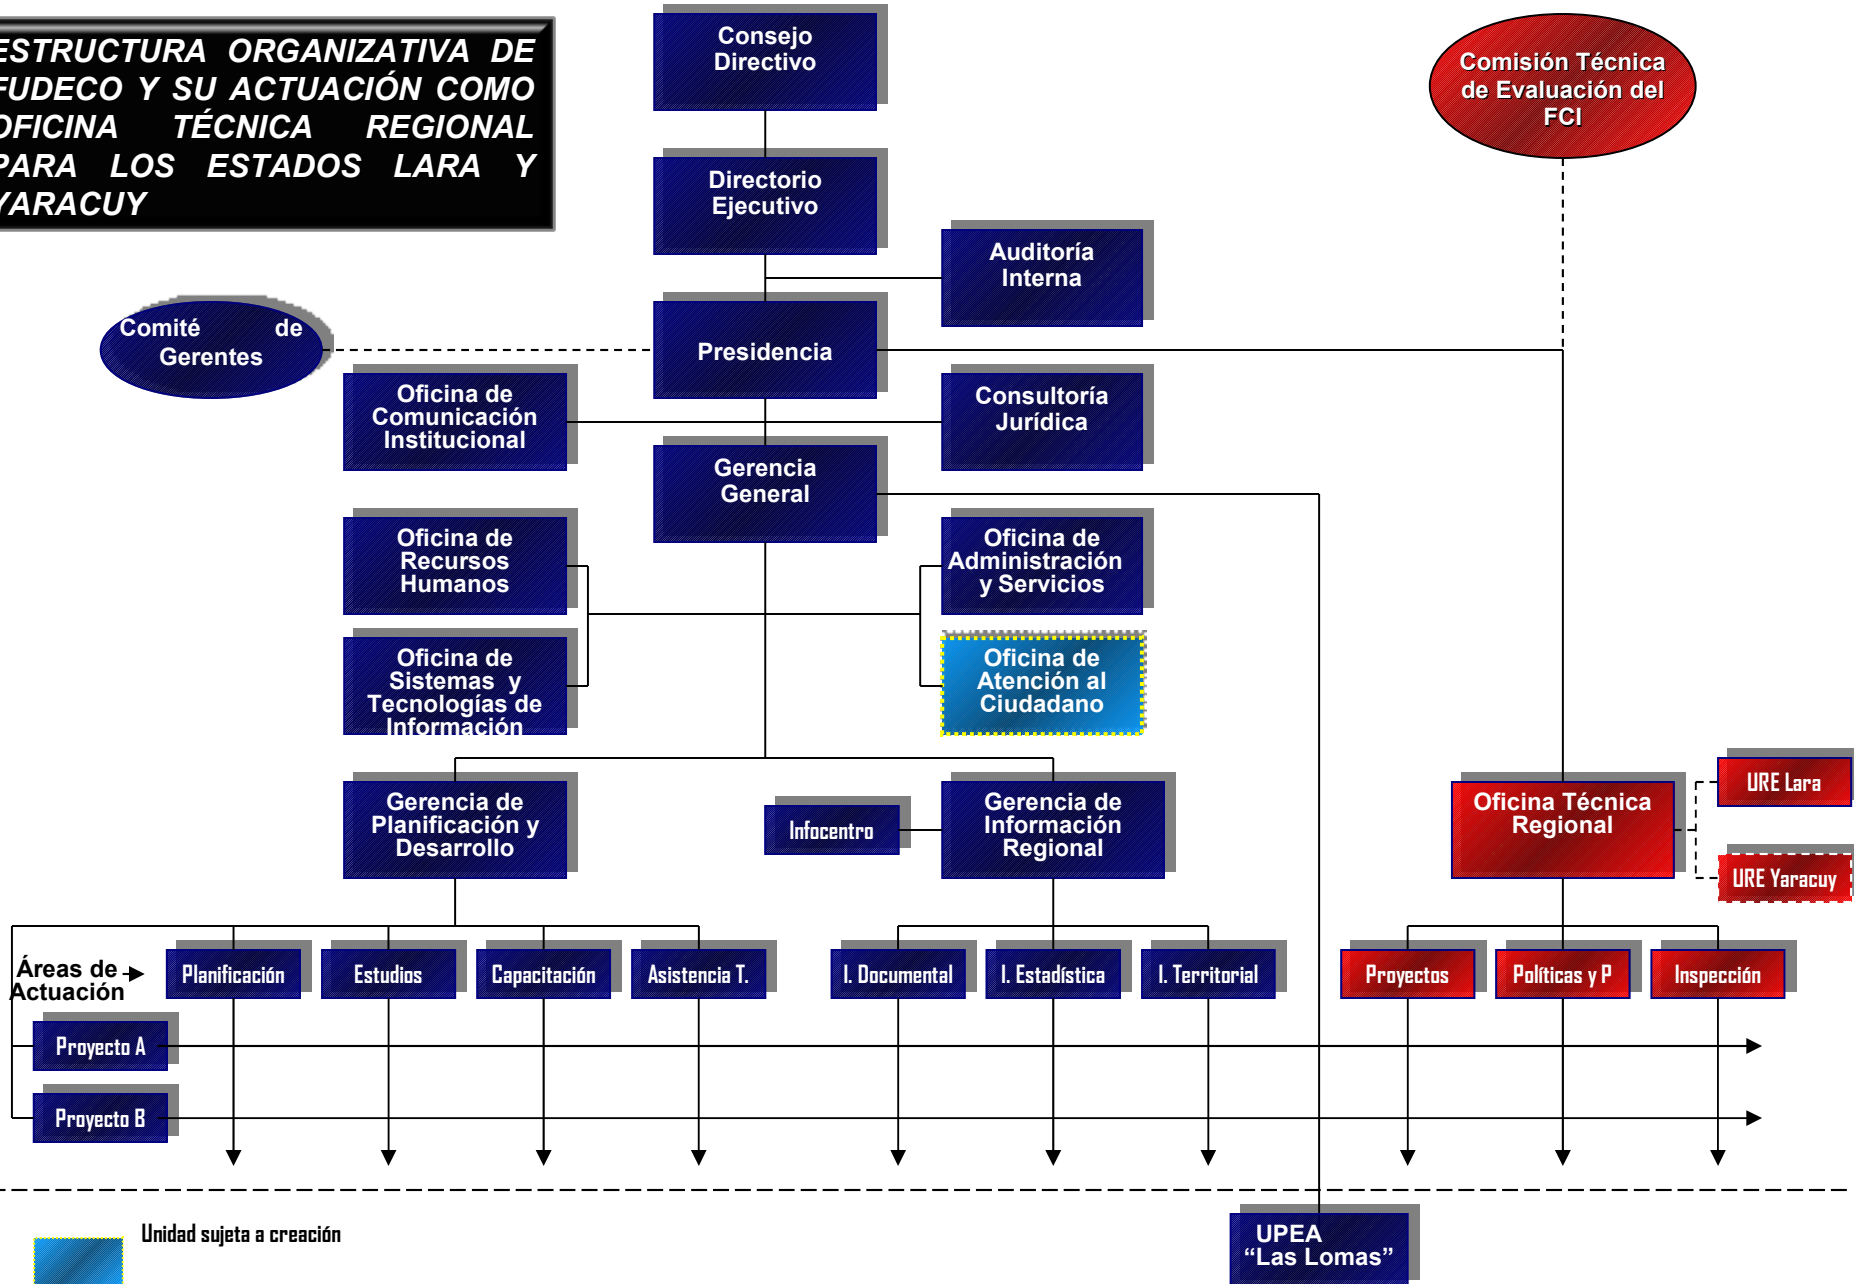 ESTRUCTURA ORGANIZATIVA DE
FUDECO Y SU ACTUACIÓN COMO
OFICINA TÉCNICA REGIONAL
PARA LOS ESTADOS LARA Y
YARACUY
Consejo
Directivo
Comisión Técnica
de Evaluación del
FCI
Directorio
Ejecutivo
Auditoría
Interna
Comité de
Gerentes
Presidencia
Oficina de
Comunicación
Institucional
Consultoría
Jurídica
Gerencia
General
Oficina de
Recursos
Humanos
Oficina de
Administración
y Servicios
Oficina de
Sistemas y
Tecnologías de
Información
Oficina de
Atención al
Ciudadano
Gerencia de
Planificación y
Desarrollo
Infocentro
Gerencia de
Información
Regional
Oficina Técnica
Regional
URE Lara
URE Yaracuy
Áreas de
Actuación
Planificación
Estudios
Capacitación
Asistencia T.
I. Documental
I. Estadística
I. Territorial
Proyectos
Políticas y P
Inspección
Proyecto A
Proyecto B
Unidad sujeta a creación
UPEA
“Las Lomas”